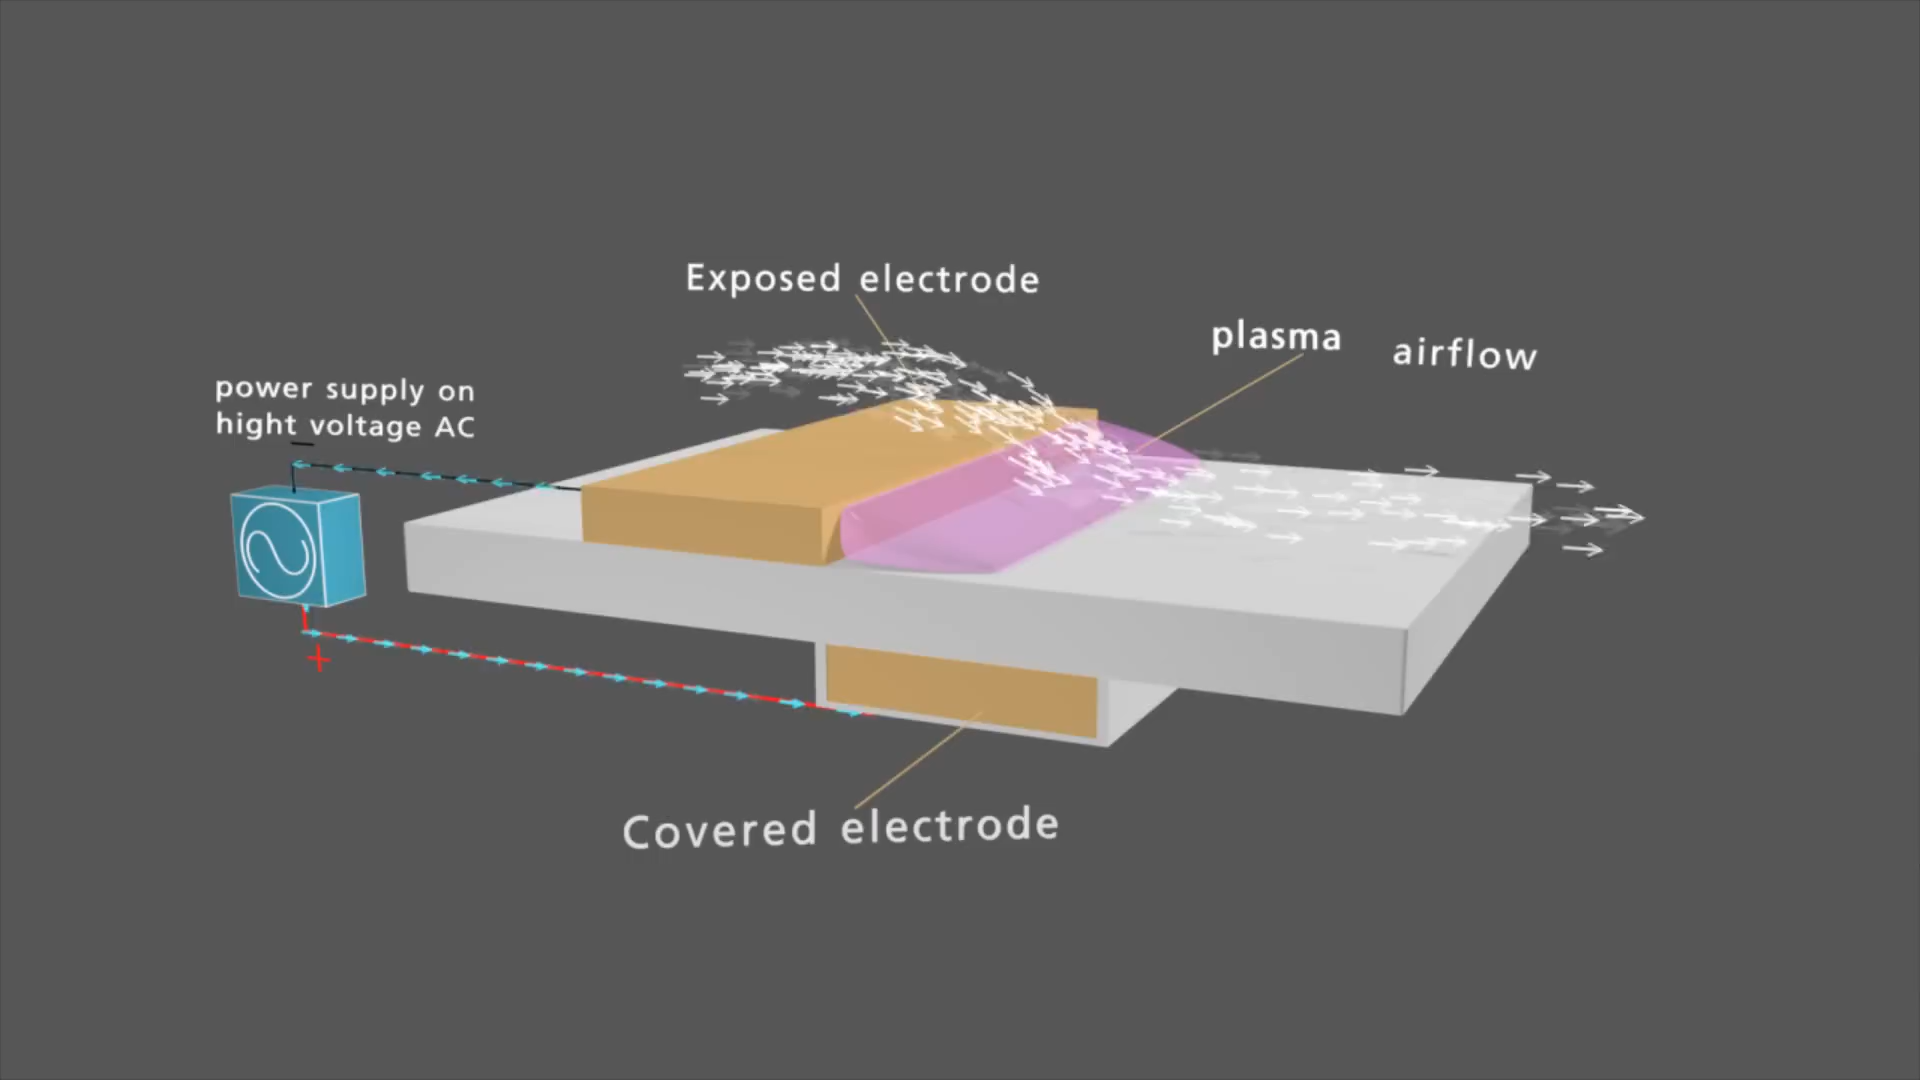 Exposed electrode
plasma
airflow
power supply on
hight voltage AC
Covered electrode